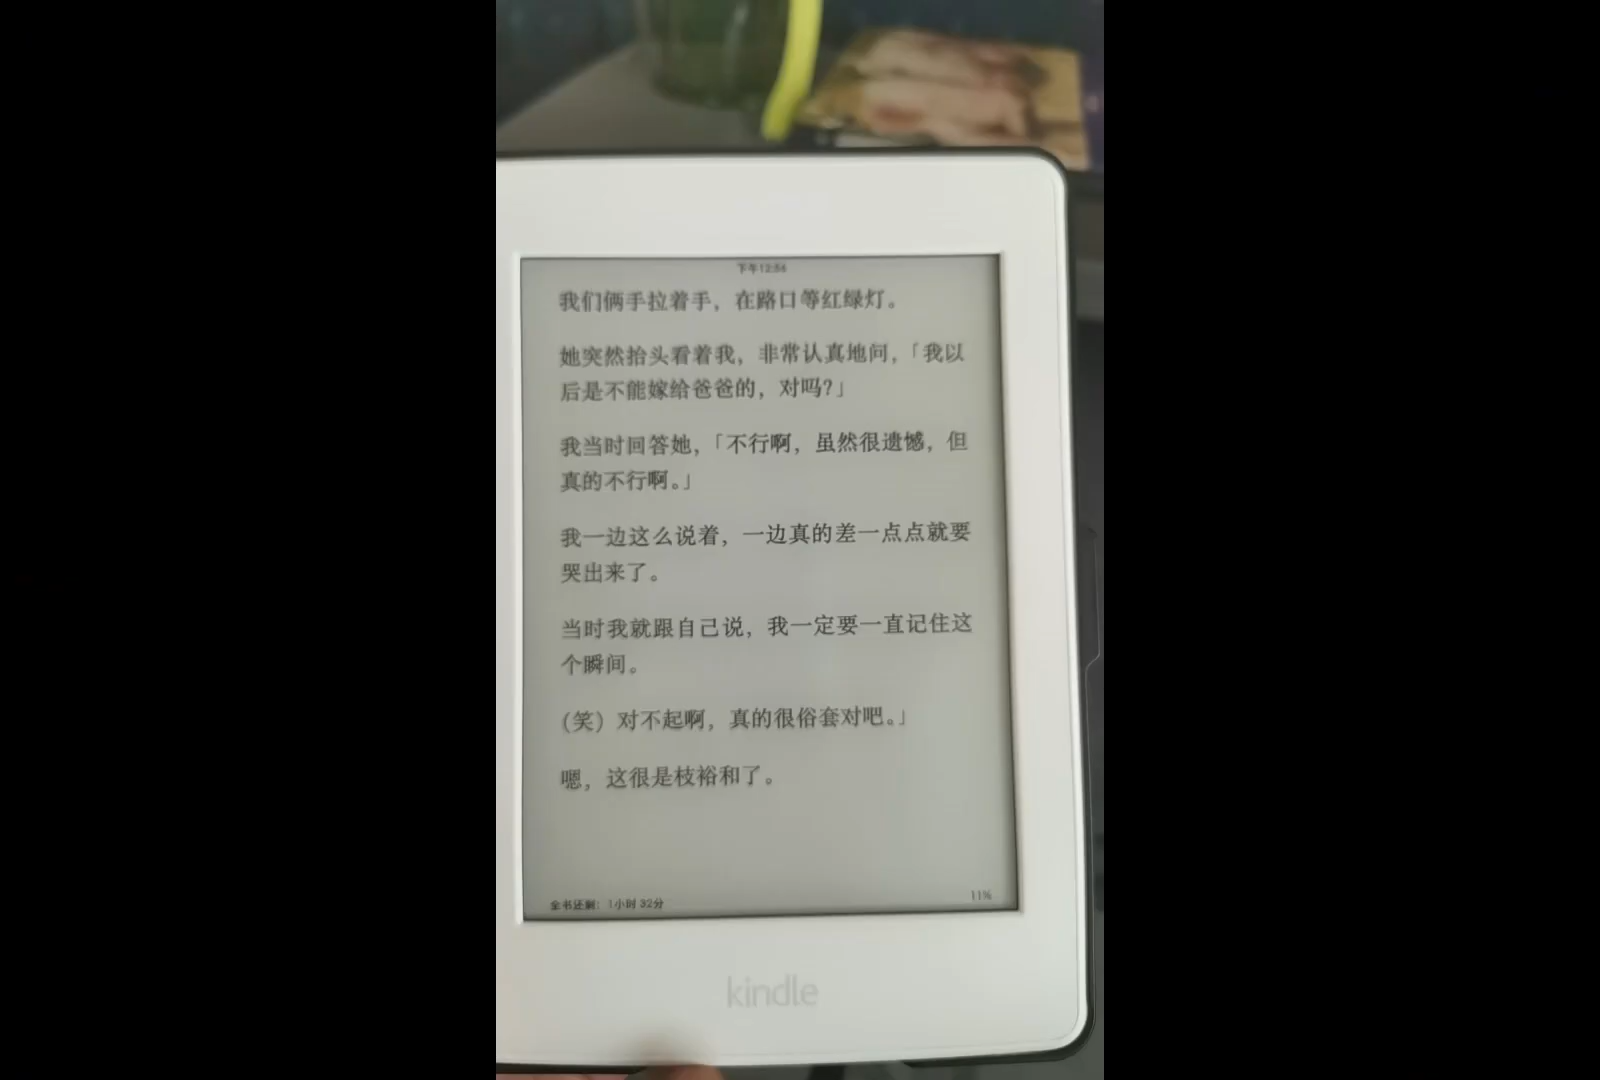 下午12:56
我们俩手拉着手，在路口等红绿灯。
她突然抬头看着我，非常认真地问，「我以
后是不能嫁给爸爸的，对吗?」
我当时回答她，「不行啊，虽然很遗憾，但
真的不行啊。」
我一边这么说着，一边真的差一点点就要
哭出来了。
当时我就跟自己说，我一定要一直记住这
个瞬间。
（笑）对不起啊，真的很俗套对吧。」
嗯，这很是枝裕和了。
全书还剩：1小时 32分
11%
kindle